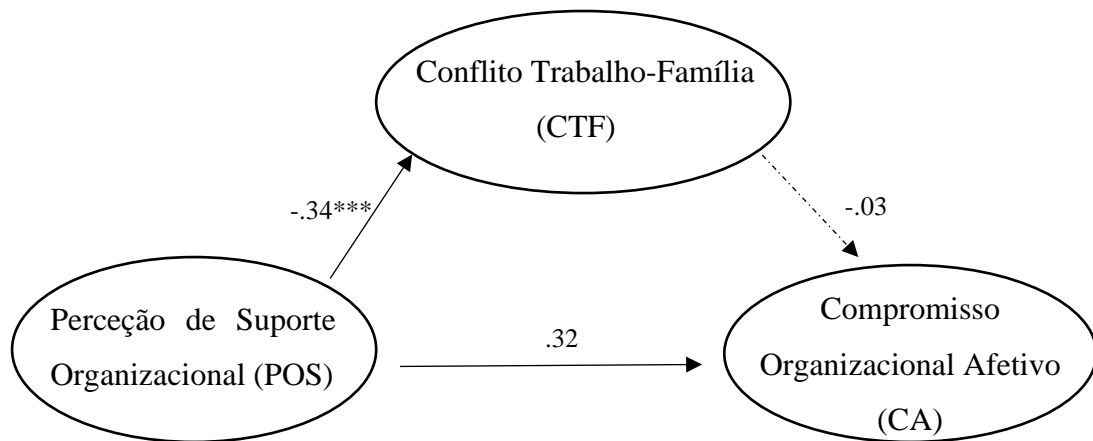 Conflito Trabalho-Família
(CTF)
-.34***
-.03
Perceção de Suporte
Organizacional (POS)
.32
Compromisso
Organizacional Afetivo
(CA)